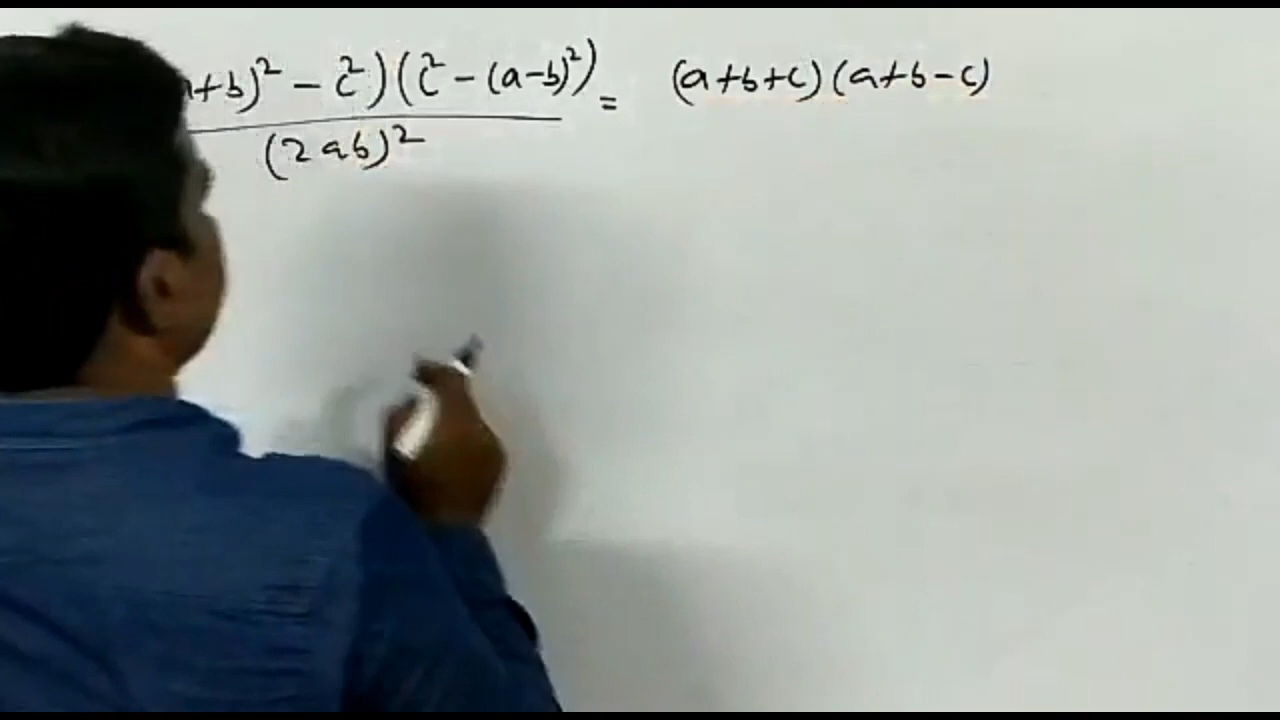 +b)² - c²)(c² - (a-b)²) = (a+b+c)(a+b-c)
(2ab)²